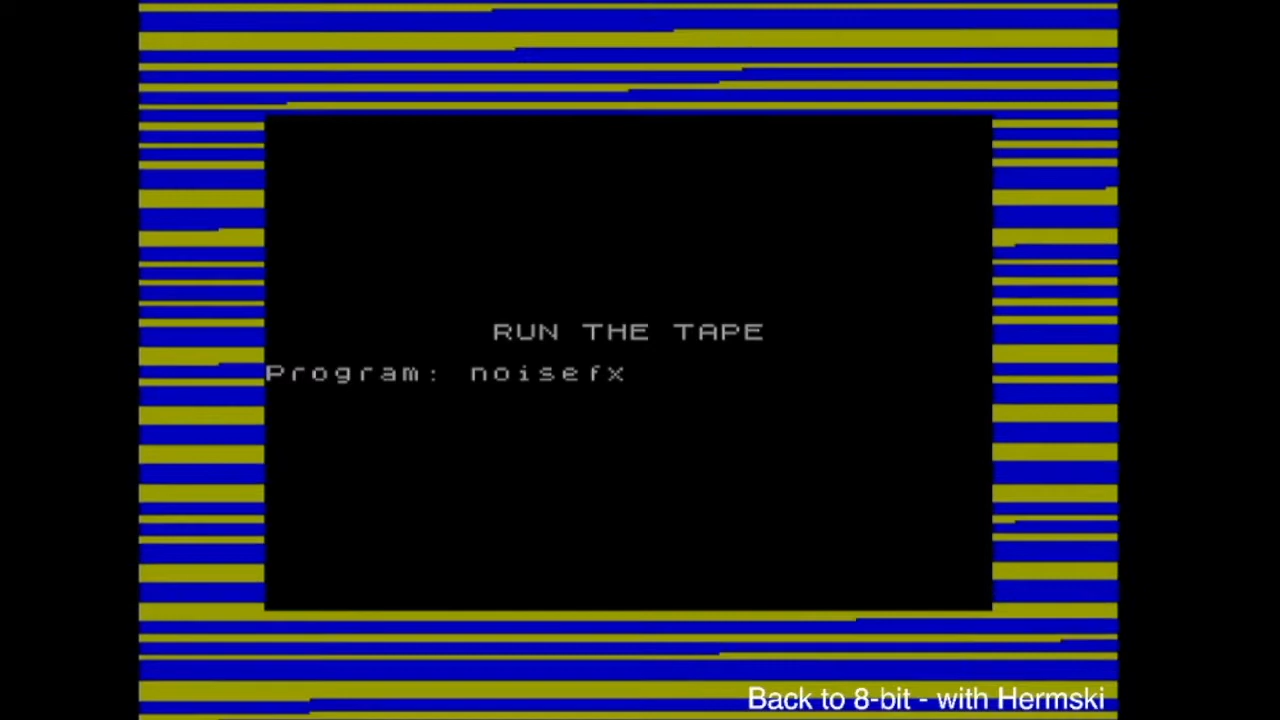 RUN THE TAPE
Program: noisefx
Back to 8-bit - with Hermski